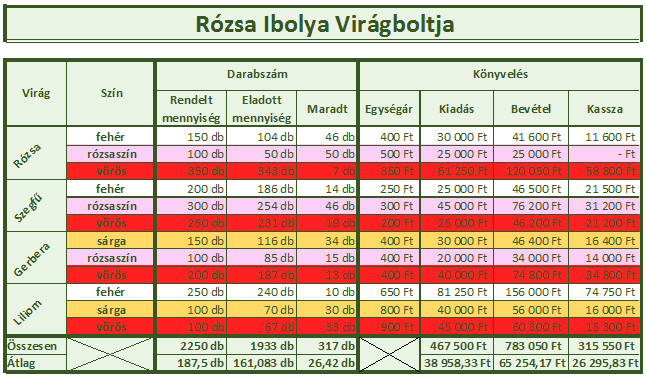 Rózsa Ibolya Virágboltja
Virág Szín Darabszám Könyvelés
Rendelt mennyiség Eladott mennyiség Maradt Egységár Kiadás Bevétel Kassza
Rózsa
fehér 150 db 104 db 46 db 400 Ft 30 000 Ft 41 600 Ft 11 600 Ft
rózsaszín 100 db 50 db 50 db 500 Ft 25 000 Ft 25 000 Ft - Ft
vörös 350 db 343 db 7 db 350 Ft 61 250 Ft 120 050 Ft 58 800 Ft
Szegfű
fehér 200 db 186 db 14 db 250 Ft 25 000 Ft 46 500 Ft 21 500 Ft
rózsaszín 300 db 254 db 46 db 300 Ft 45 000 Ft 76 200 Ft 31 200 Ft
vörös 250 db 231 db 19 db 200 Ft 25 000 Ft 46 200 Ft 21 200 Ft
Gerbera
sárga 150 db 116 db 34 db 400 Ft 30 000 Ft 46 400 Ft 16 400 Ft
rózsaszín 100 db 85 db 15 db 400 Ft 20 000 Ft 34 000 Ft 14 000 Ft
vörös 200 db 187 db 13 db 400 Ft 40 000 Ft 74 800 Ft 34 800 Ft
Liliom
fehér 250 db 240 db 10 db 650 Ft 81 250 Ft 156 000 Ft 74 750 Ft
sárga 100 db 70 db 30 db 800 Ft 40 000 Ft 56 000 Ft 16 000 Ft
vörös 100 db 67 db 33 db 900 Ft 45 000 Ft 60 300 Ft 15 300 Ft
Összesen 2250 db 1933 db 317 db 467 500 Ft 783 050 Ft 315 550 Ft
Átlag 187,5 db 161,083 db 26,42 db 38 958,33 Ft 65 254,17 Ft 26 295,83 Ft